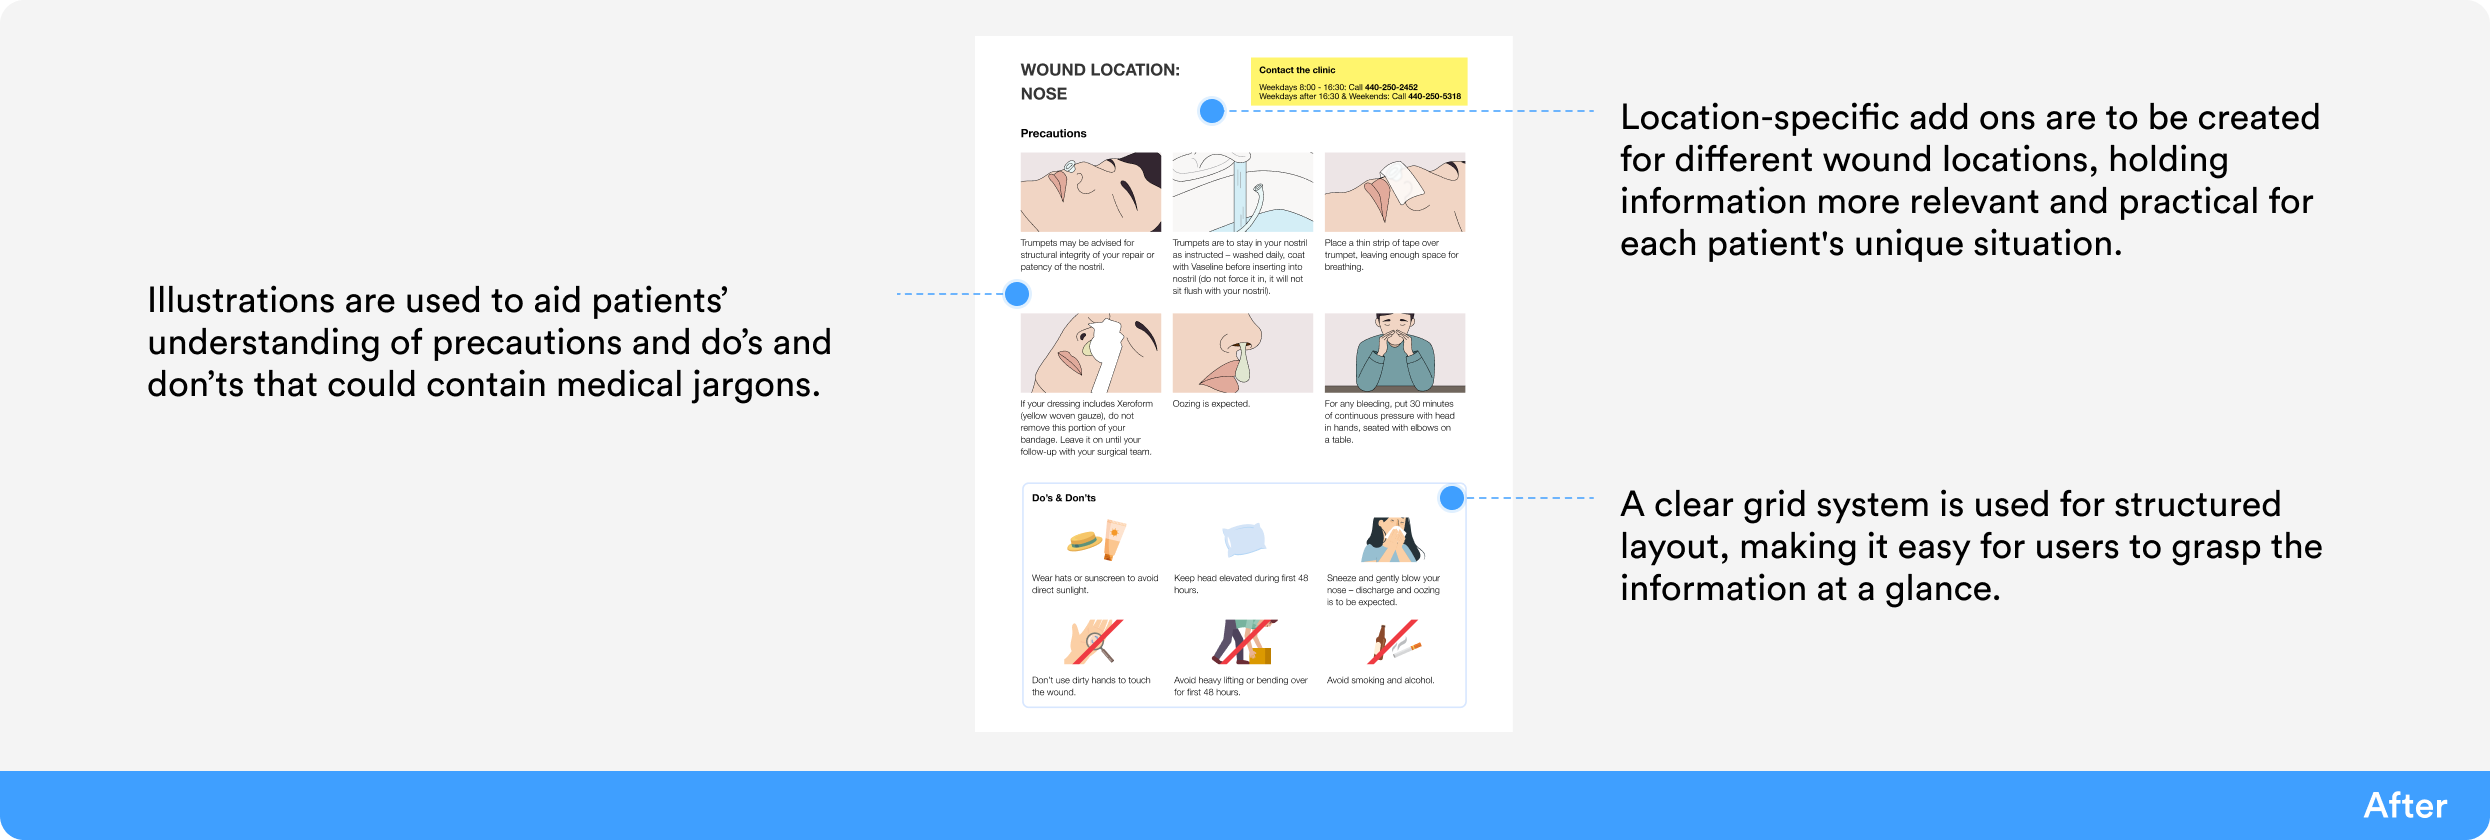 Illustrations are used to aid patients’
understanding of precautions and do’s and
don’ts that could contain medical jargons.
WOUND LOCATION:
NOSE
Contact the clinic
Weekdays 8:00 - 16:30: Call 440-250-2452
Weekdays after 16:30 & Weekends: Call 440-250-5318
Precautions
Trumpets may be advised for
structural integrity of your repair or
patency of the nostril.
Trumpets are to stay in your nostril
as instructed – washed daily, coat
with Vaseline before inserting into
nostril (do not force it in, it will not
sit flush with your nostril).
Place a thin strip of tape over
trumpet, leaving enough space for
breathing.
If your dressing includes Xeroform
(yellow woven gauze), do not
remove this portion of your
bandage. Leave it on until your
follow-up with your surgical team.
Oozing is expected.
For any bleeding, put 30 minutes
of continuous pressure with head
in hands, seated with elbows on
a table.
Do’s & Don’ts
Wear hats or sunscreen to avoid
direct sunlight.
Keep head elevated during first 48
hours.
Sneeze and gently blow your
nose – discharge and oozing
is to be expected.
Don’t use dirty hands to touch
the wound.
Avoid heavy lifting or bending over
for first 48 hours.
Avoid smoking and alcohol.
Location-specific add ons are to be created
for different wound locations, holding
information more relevant and practical for
each patient's unique situation.
A clear grid system is used for structured
layout, making it easy for users to grasp the
information at a glance.
After